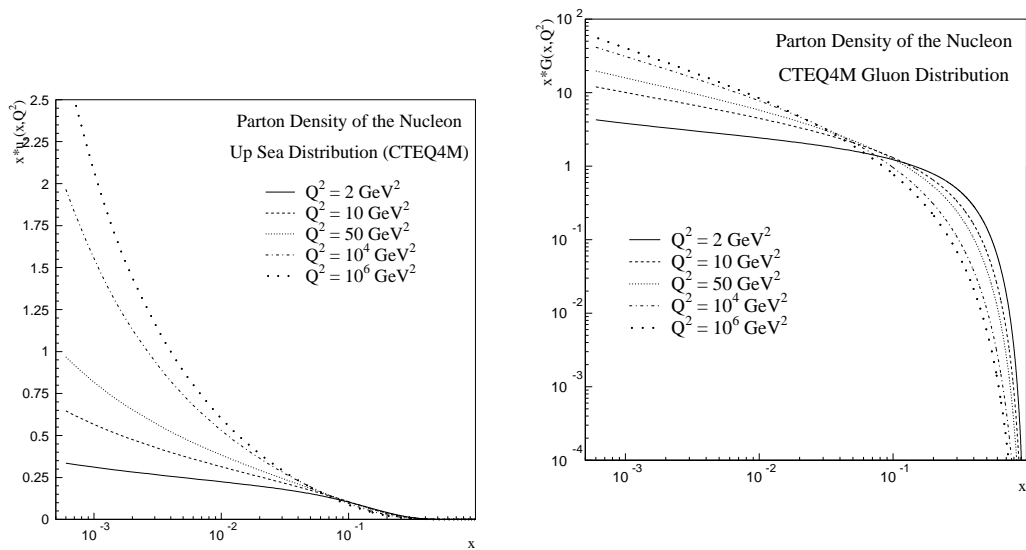 x*u_s(x,Q²)
2.5
2.25
2
1.75
1.5
1.25
1
0.75
0.5
0.25
0
Parton Density of the Nucleon
Up Sea Distribution (CTEQ4M)
Q² = 2 GeV²
Q² = 10 GeV²
Q² = 50 GeV²
Q² = 10⁴ GeV²
Q² = 10⁶ GeV²
10⁻³
10⁻²
10⁻¹
x
x*G(x,Q²)
10²
10
1
10⁻¹
10⁻²
10⁻³
10⁻⁴
Parton Density of the Nucleon
CTEQ4M Gluon Distribution
Q² = 2 GeV²
Q² = 10 GeV²
Q² = 50 GeV²
Q² = 10⁴ GeV²
Q² = 10⁶ GeV²
10⁻³
10⁻²
10⁻¹
x